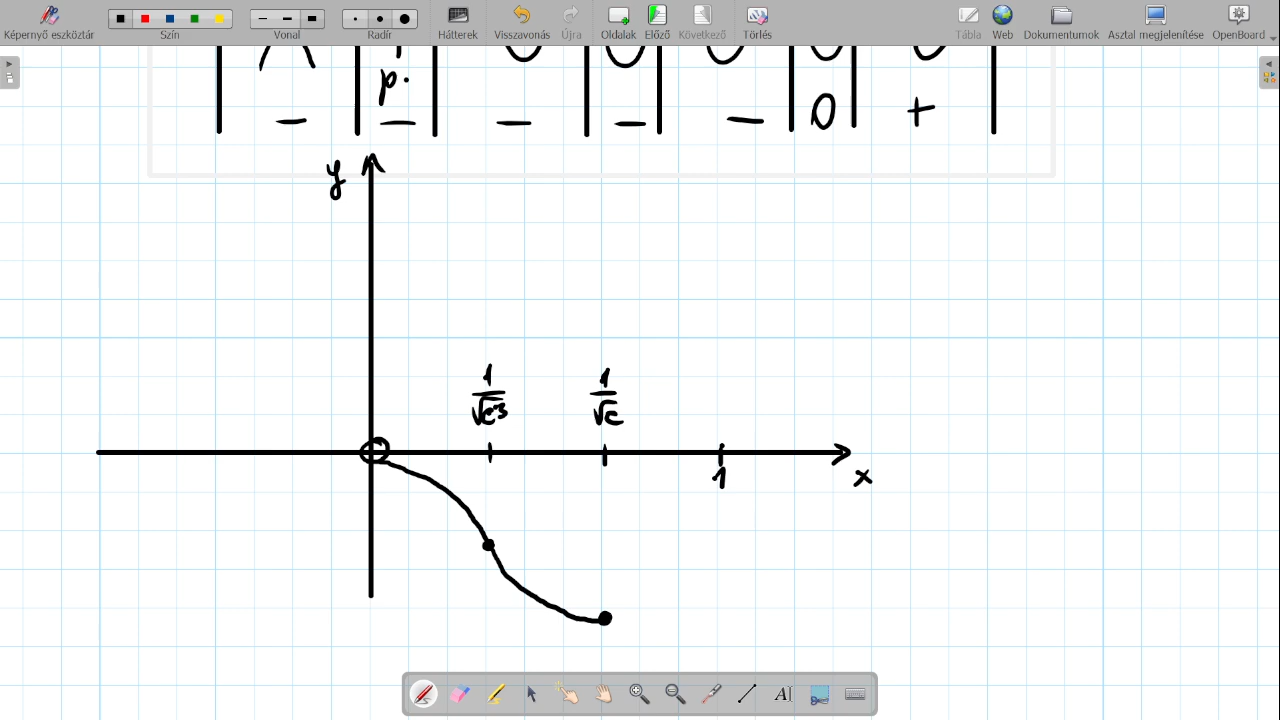 Képernyő eszköztár Szín Vonal Radír Hátterek Visszavonás Újra Oldalak Előző Következő Törlés Tábla Web Dokumentumok Asztal megjelenítése OpenBoard
p.
− − − − − 0 +
y
1/√e³ 1/√e
1
x